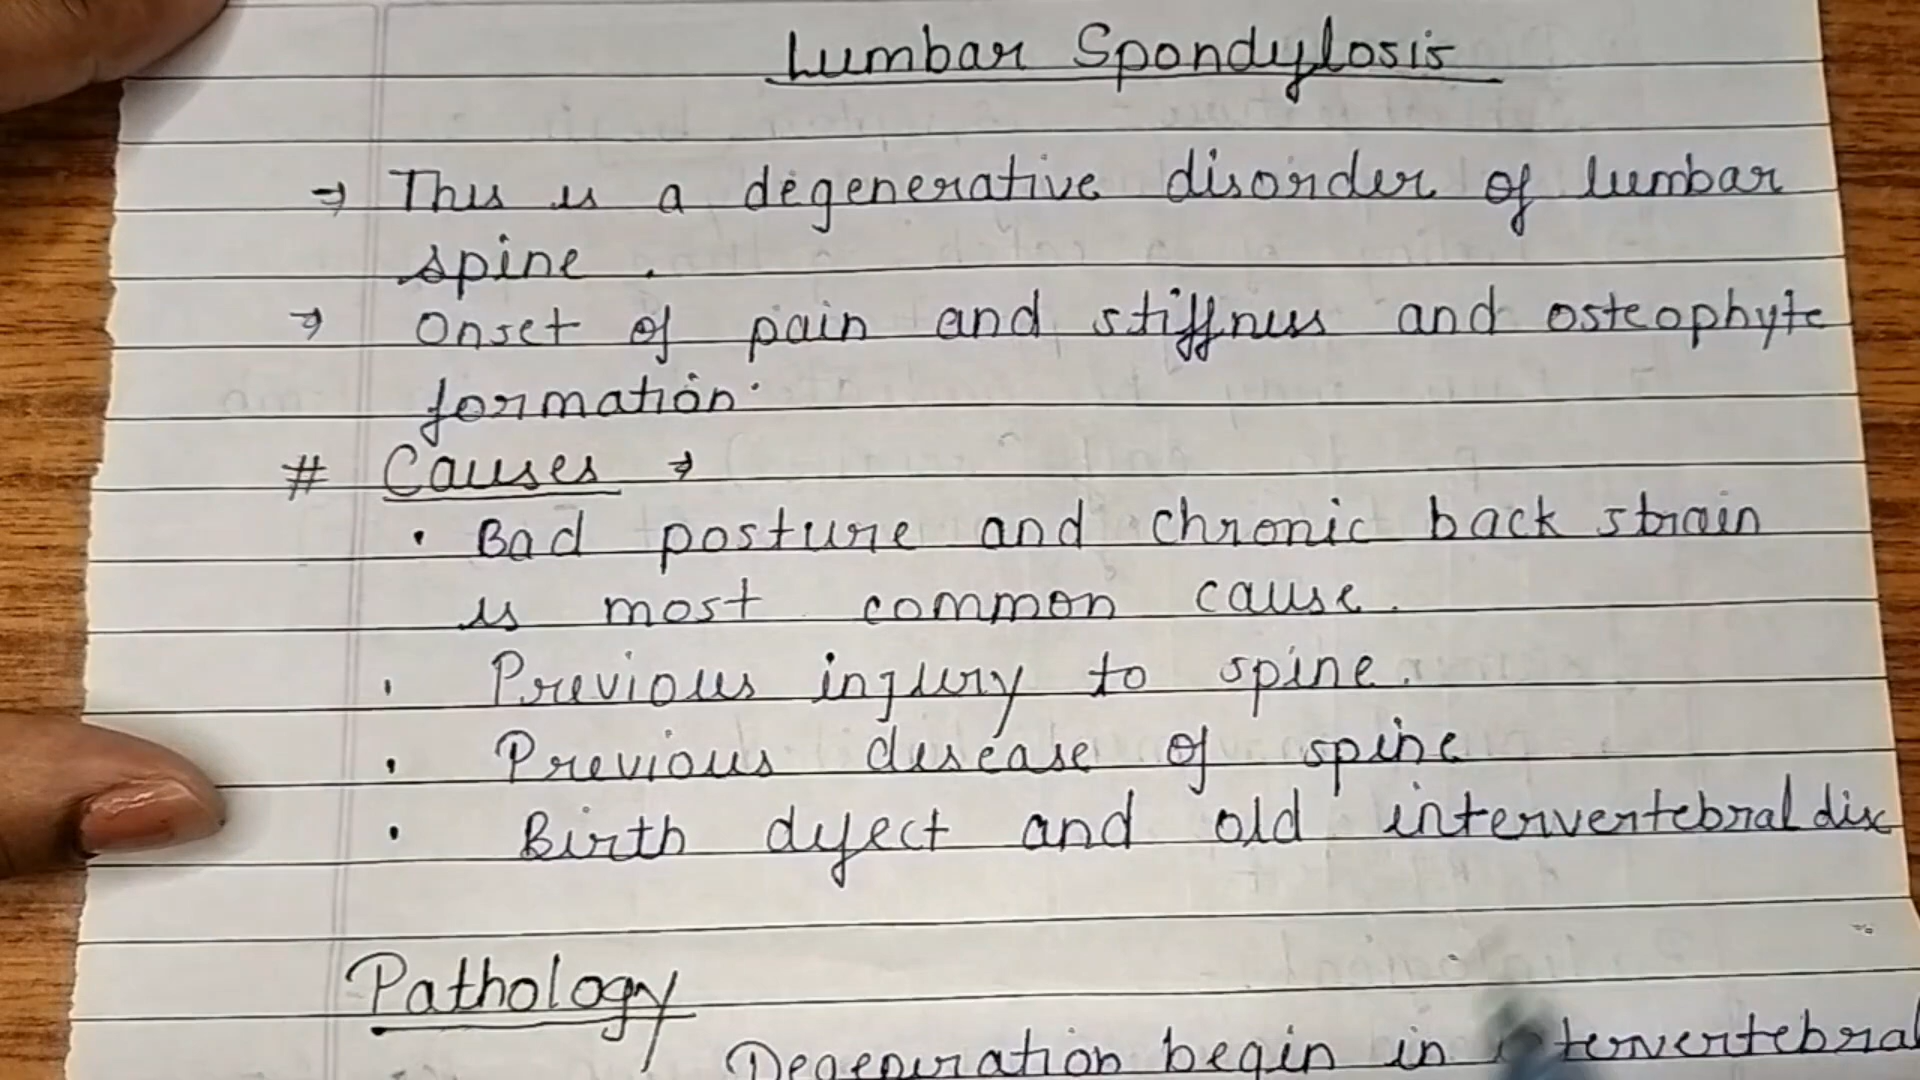 Lumbar Spondylosis
→ This is a degenerative disorder of lumbar
spine .
→ Onset of pain and stiffness and osteophyte
formation.
# Causes →
• Bad posture and chronic back strain
is most common cause.
• Previous injury to spine.
• Previous disease of spine
• Birth defect and old intervertebral disc
Pathology
Degeneration begin in intervertebral